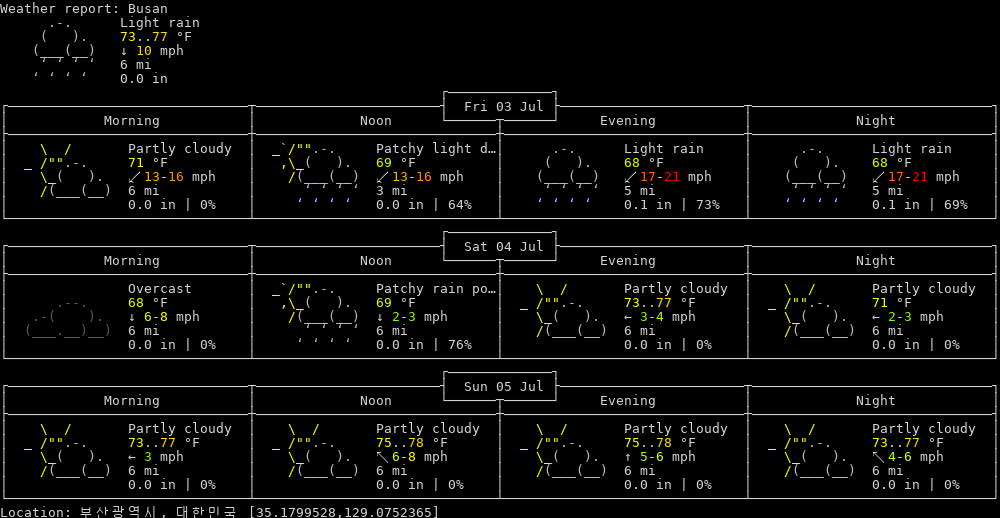 Weather report: Busan
Light rain
73..77 °F
↓ 10 mph
6 mi
0.0 in
Fri 03 Jul
Morning Noon Evening Night
Partly cloudy Patchy light d… Light rain Light rain
71 °F 69 °F 68 °F 68 °F
↙ 13-16 mph ↙ 13-16 mph ↙ 17-21 mph ↙ 17-21 mph
6 mi 3 mi 5 mi 5 mi
0.0 in | 0% 0.0 in | 64% 0.1 in | 73% 0.1 in | 69%
Sat 04 Jul
Morning Noon Evening Night
Overcast Patchy rain po… Partly cloudy Partly cloudy
68 °F 69 °F 73..77 °F 71 °F
↓ 6-8 mph ↓ 2-3 mph ← 3-4 mph ← 2-3 mph
6 mi 6 mi 6 mi 6 mi
0.0 in | 0% 0.0 in | 76% 0.0 in | 0% 0.0 in | 0%
Sun 05 Jul
Morning Noon Evening Night
Partly cloudy Partly cloudy Partly cloudy Partly cloudy
73..77 °F 75..78 °F 75..78 °F 73..77 °F
← 3 mph ↖ 6-8 mph ↑ 5-6 mph ↖ 4-6 mph
6 mi 6 mi 6 mi 6 mi
0.0 in | 0% 0.0 in | 0% 0.0 in | 0% 0.0 in | 0%
Location: 부산광역시, 대한민국 [35.1799528,129.0752365]